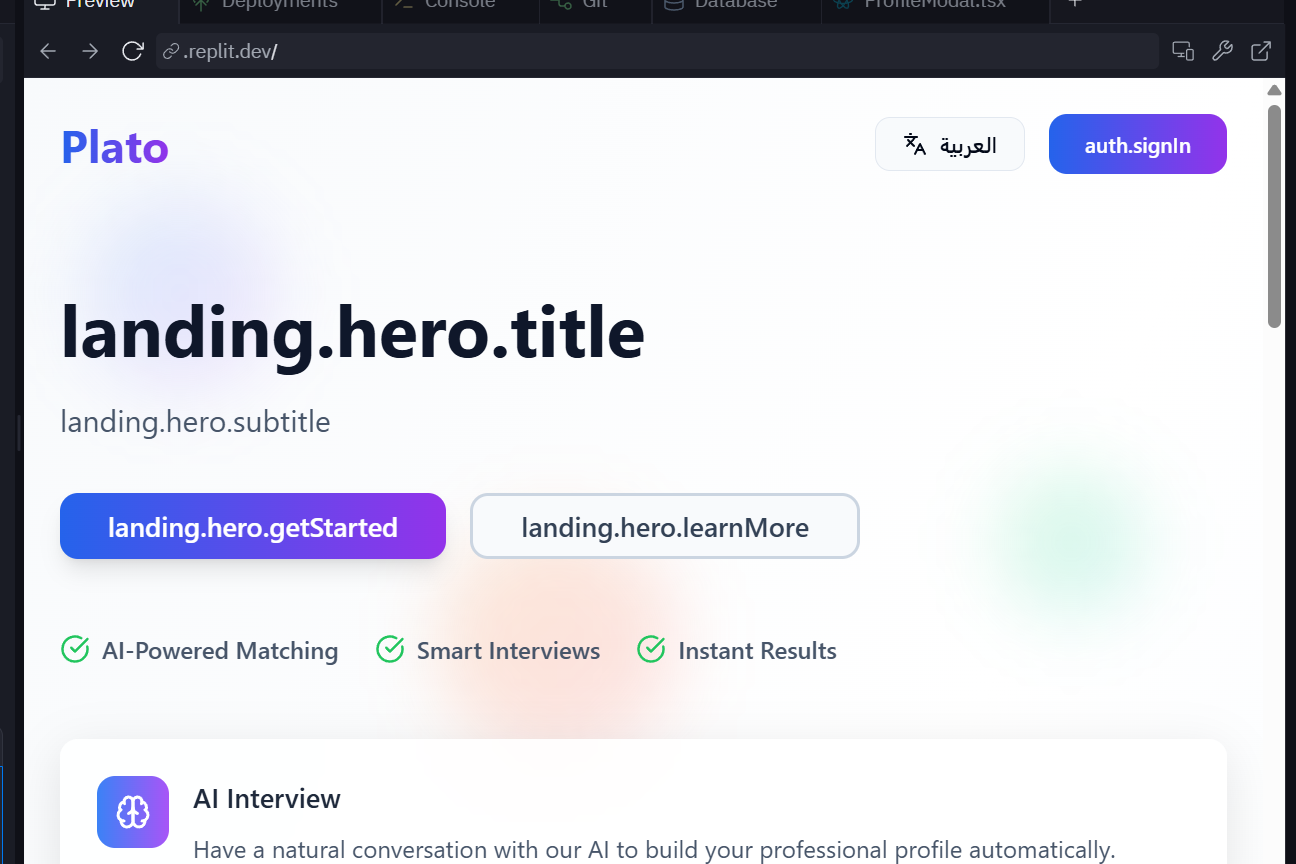 Preview Deployments Console Git Database ProfileModal.tsx
.replit.dev/
Plato
العربية
auth.signIn
landing.hero.title
landing.hero.subtitle
landing.hero.getStarted
landing.hero.learnMore
AI-Powered Matching
Smart Interviews
Instant Results
AI Interview
Have a natural conversation with our AI to build your professional profile automatically.